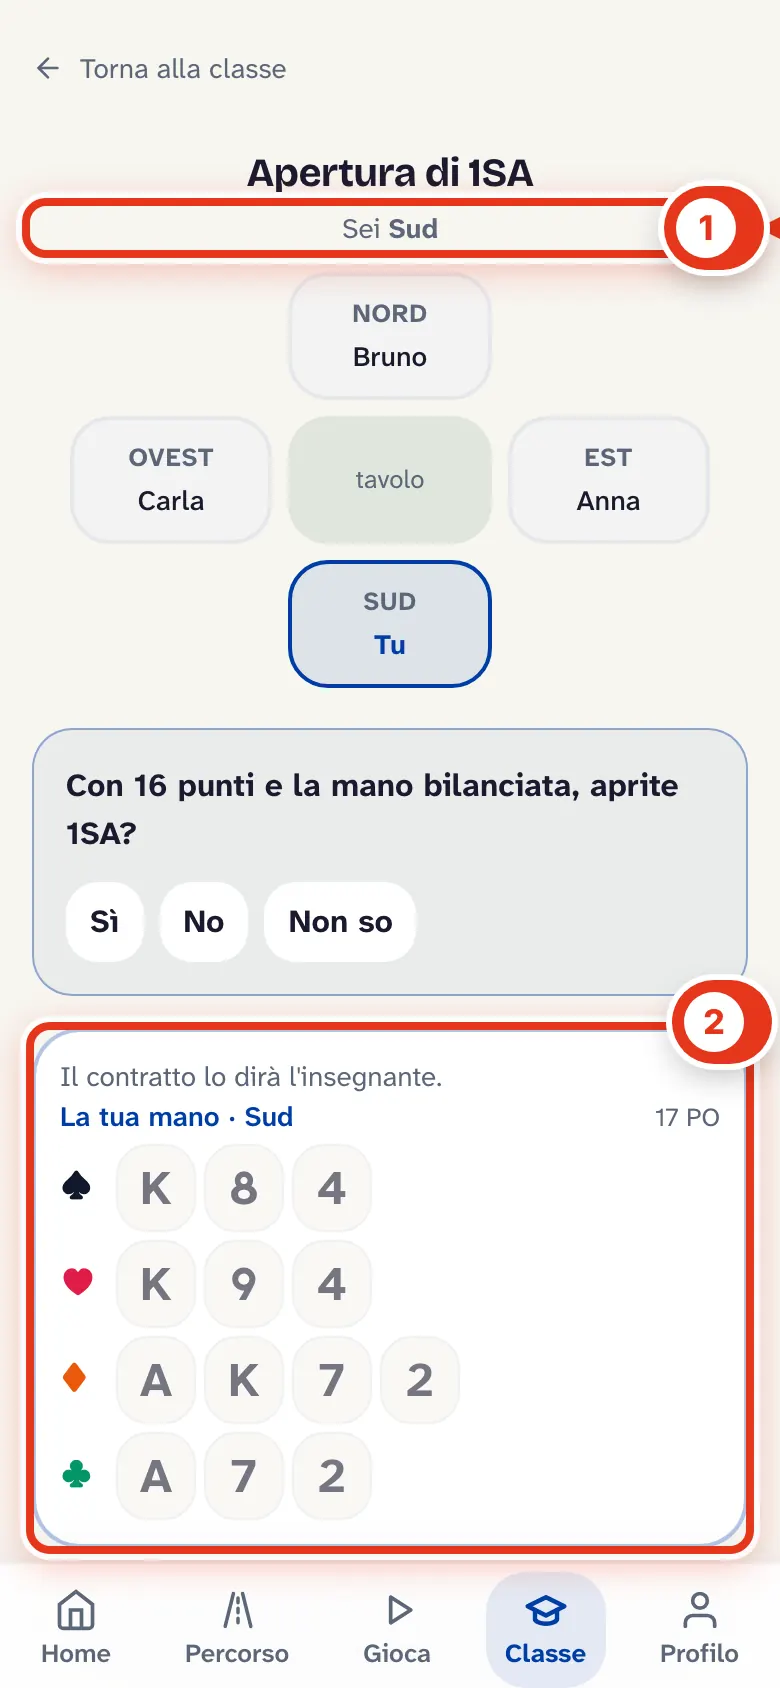 Torna alla classe
Apertura di 1SA
Sei Sud
1
NORD
Bruno
OVEST
Carla
tavolo
EST
Anna
SUD
Tu
Con 16 punti e la mano bilanciata, aprite
1SA?
Sì No Non so
2
Il contratto lo dirà l'insegnante.
La tua mano · Sud 17 PO
♠ K 8 4
♥ K 9 4
♦ A K 7 2
♣ A 7 2
Home Percorso Gioca Classe Profilo